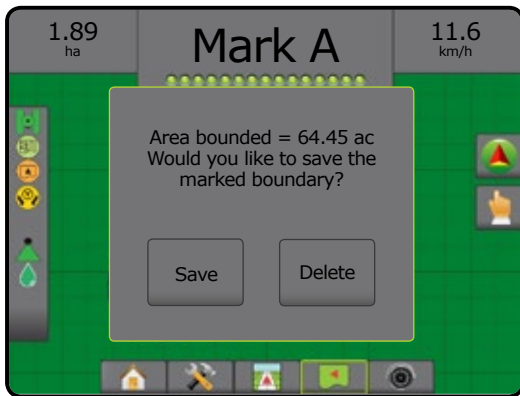 1.89
ha
Mark A
11.6
km/h
Area bounded = 64.45 ac
Would you like to save the
marked boundary?
Save
Delete